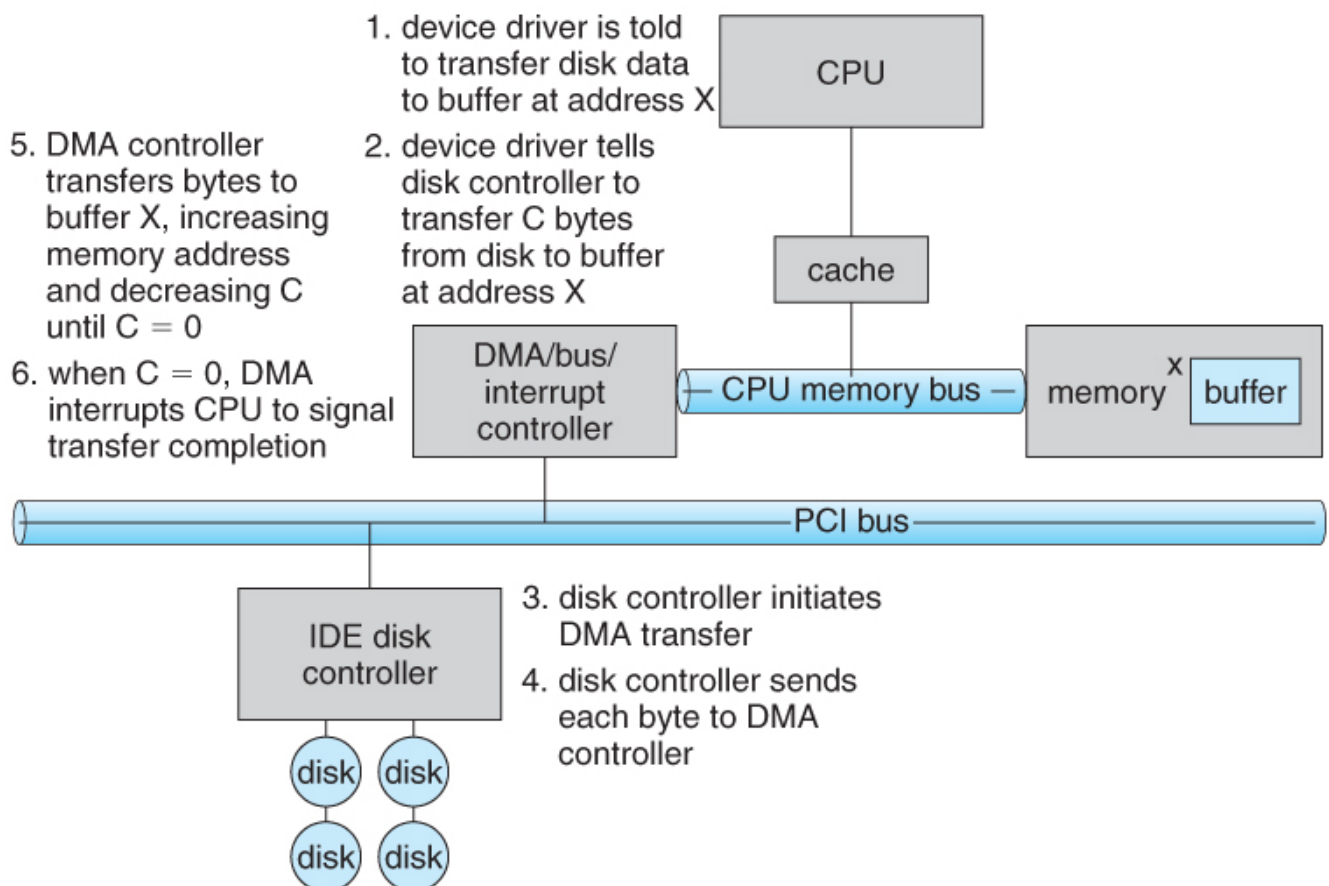 1. device driver is told
to transfer disk data
to buffer at address X
CPU
5. DMA controller
transfers bytes to
buffer X, increasing
memory address
and decreasing C
until C = 0
2. device driver tells
disk controller to
transfer C bytes
from disk to buffer
at address X
cache
6. when C = 0, DMA
interrupts CPU to signal
transfer completion
DMA/bus/
interrupt
controller
CPU memory bus
memory
x
buffer
PCI bus
IDE disk
controller
3. disk controller initiates
DMA transfer
4. disk controller sends
each byte to DMA
controller
disk
disk
disk
disk